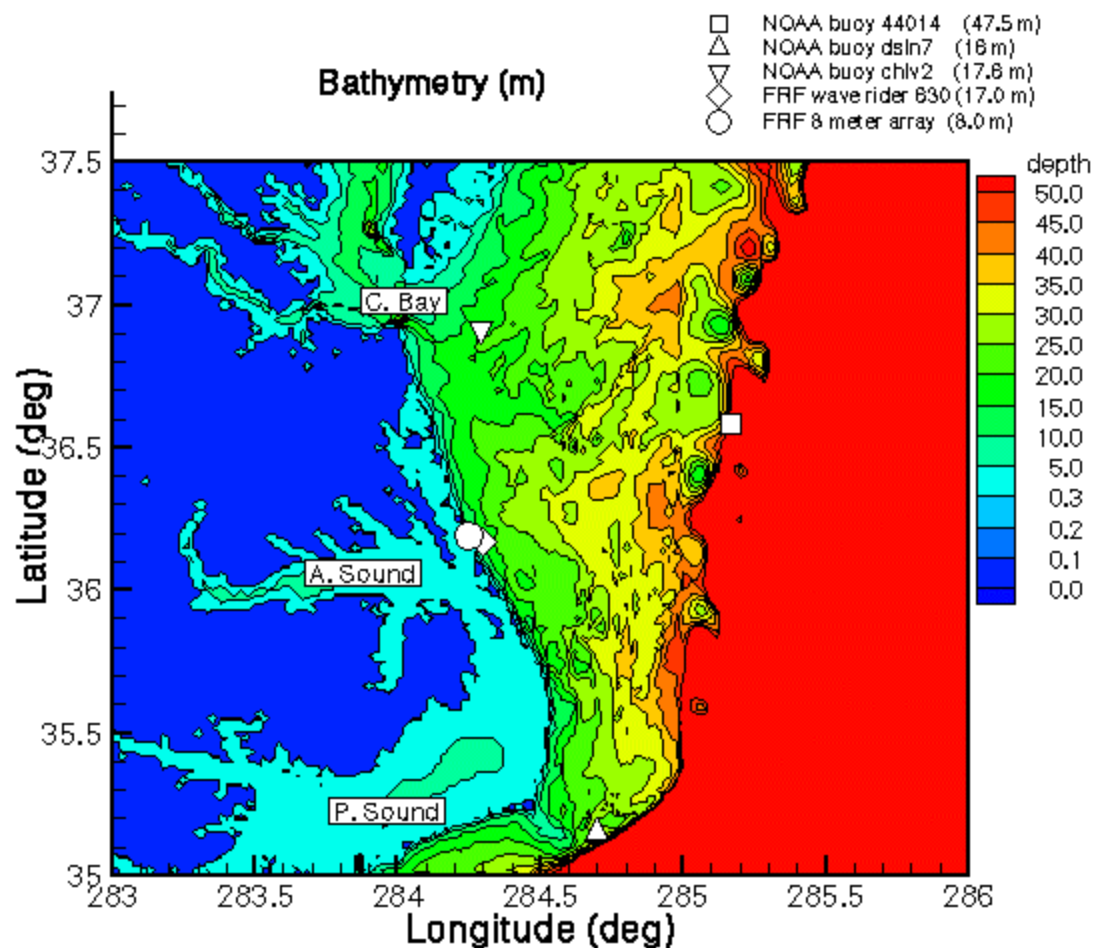 NOAA buoy 44014 (47.5 m)
NOAA buoy dsln7 (16 m)
NOAA buoy chlv2 (17.6 m)
FRF wave rider 630 (17.0 m)
FRF 8 meter array (8.0 m)
Bathymetry (m)
depth
50.0
45.0
40.0
35.0
30.0
25.0
20.0
15.0
10.0
5.0
0.3
0.2
0.1
0.0
37.5
37
36.5
36
35.5
35
Latitude (deg)
C. Bay
A. Sound
P. Sound
283 283.5 284 284.5 285 285.5 286
Longitude (deg)